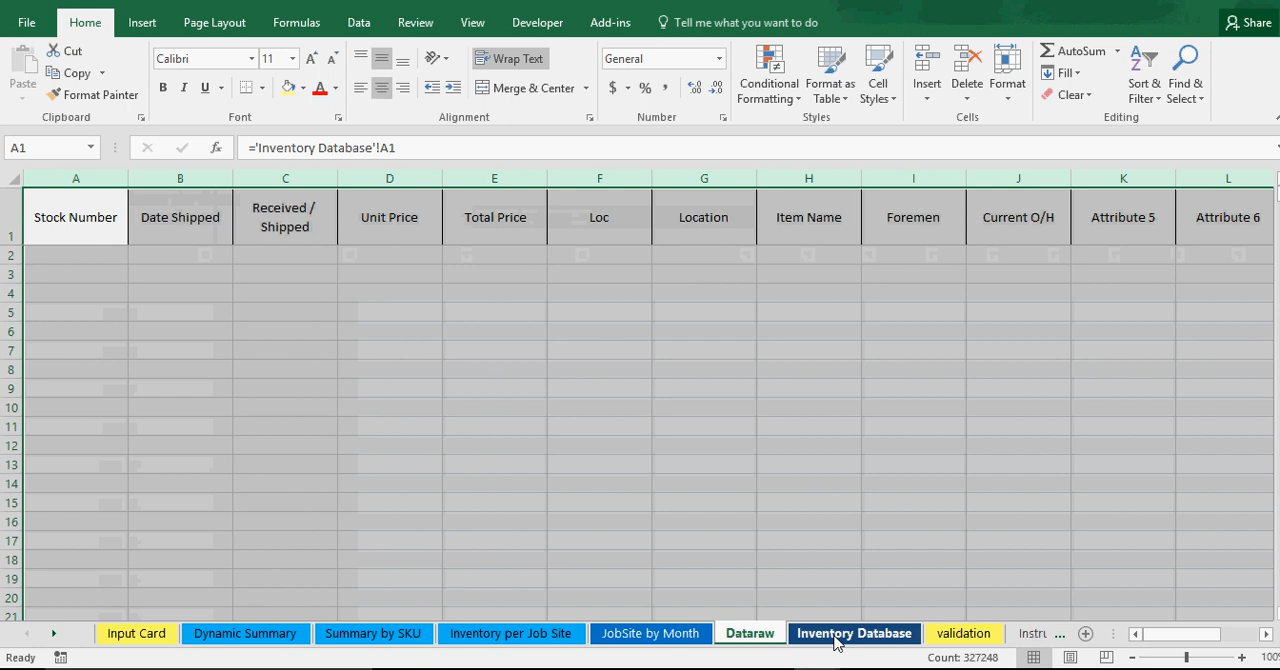 File Home Insert Page Layout Formulas Data Review View Developer Add-ins Tell me what you want to do Share
Paste Cut Copy Format Painter Clipboard
Calibri 11 A A B I U A Font
Wrap Text Merge & Center Alignment
General $ % , Number
Conditional Formatting Format as Table Cell Styles Styles
Insert Delete Format Cells
AutoSum Fill Clear Sort & Filter Find & Select Editing
A1 fx ='Inventory Database'!A1
A B C D E F G H I J K L
1 Stock Number Date Shipped Received / Shipped Unit Price Total Price Loc Location Item Name Foremen Current O/H Attribute 5 Attribute 6
2
3
4
5
6
7
8
9
10
11
12
13
14
15
16
17
18
19
20
21
Input Card Dynamic Summary Summary by SKU Inventory per Job Site JobSite by Month Dataraw Inventory Database validation Instru ...
Ready Count: 327248 100%